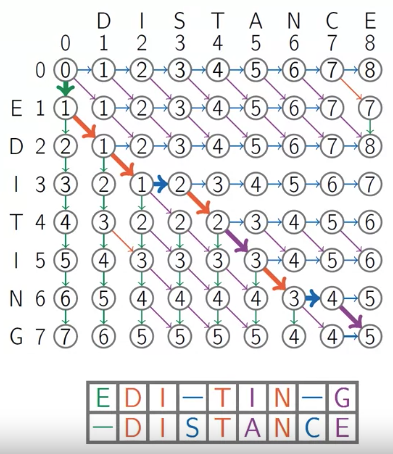 D I S T A N C E
0 1 2 3 4 5 6 7 8
0 0 1 2 3 4 5 6 7 8
E 1 1 1 2 3 4 5 6 7 7
D 2 2 1 2 3 4 5 6 7 8
I 3 3 2 1 2 3 4 5 6 7
T 4 4 3 2 2 2 3 4 5 6
I 5 5 4 3 3 3 3 4 5 6
N 6 6 5 4 4 4 4 3 4 5
G 7 7 6 5 5 5 5 4 4 5
E D I – T I N – G
– D I S T A N C E